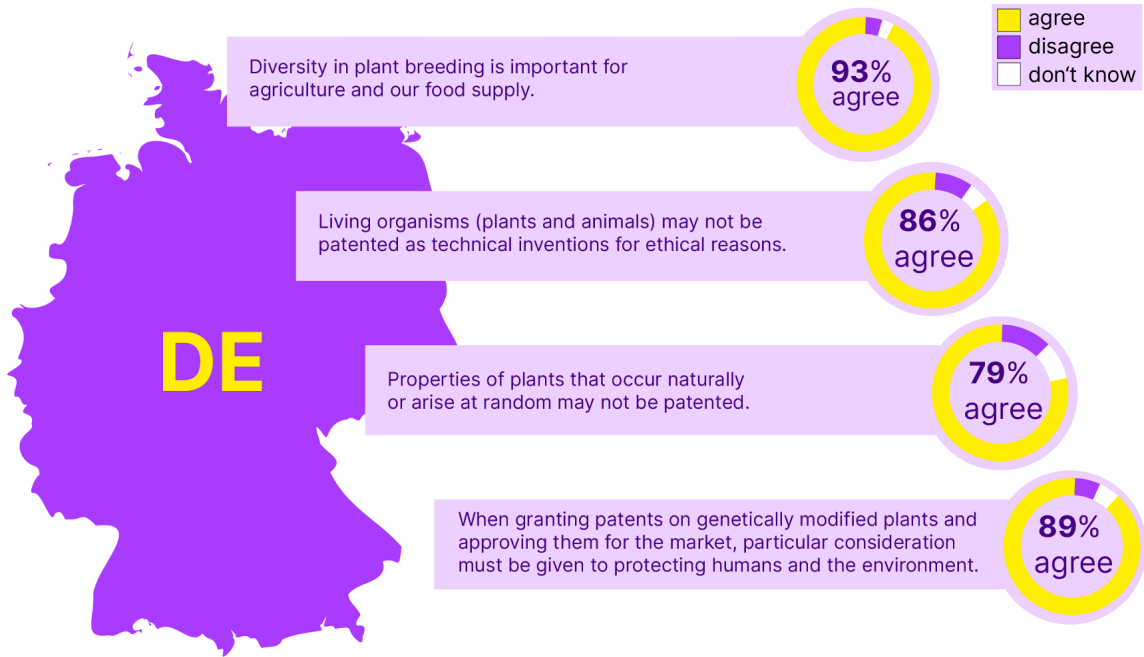 agree
disagree
don't know
Diversity in plant breeding is important for
agriculture and our food supply.
93%
agree
Living organisms (plants and animals) may not be
patented as technical inventions for ethical reasons.
86%
agree
DE
Properties of plants that occur naturally
or arise at random may not be patented.
79%
agree
When granting patents on genetically modified plants and
approving them for the market, particular consideration
must be given to protecting humans and the environment.
89%
agree